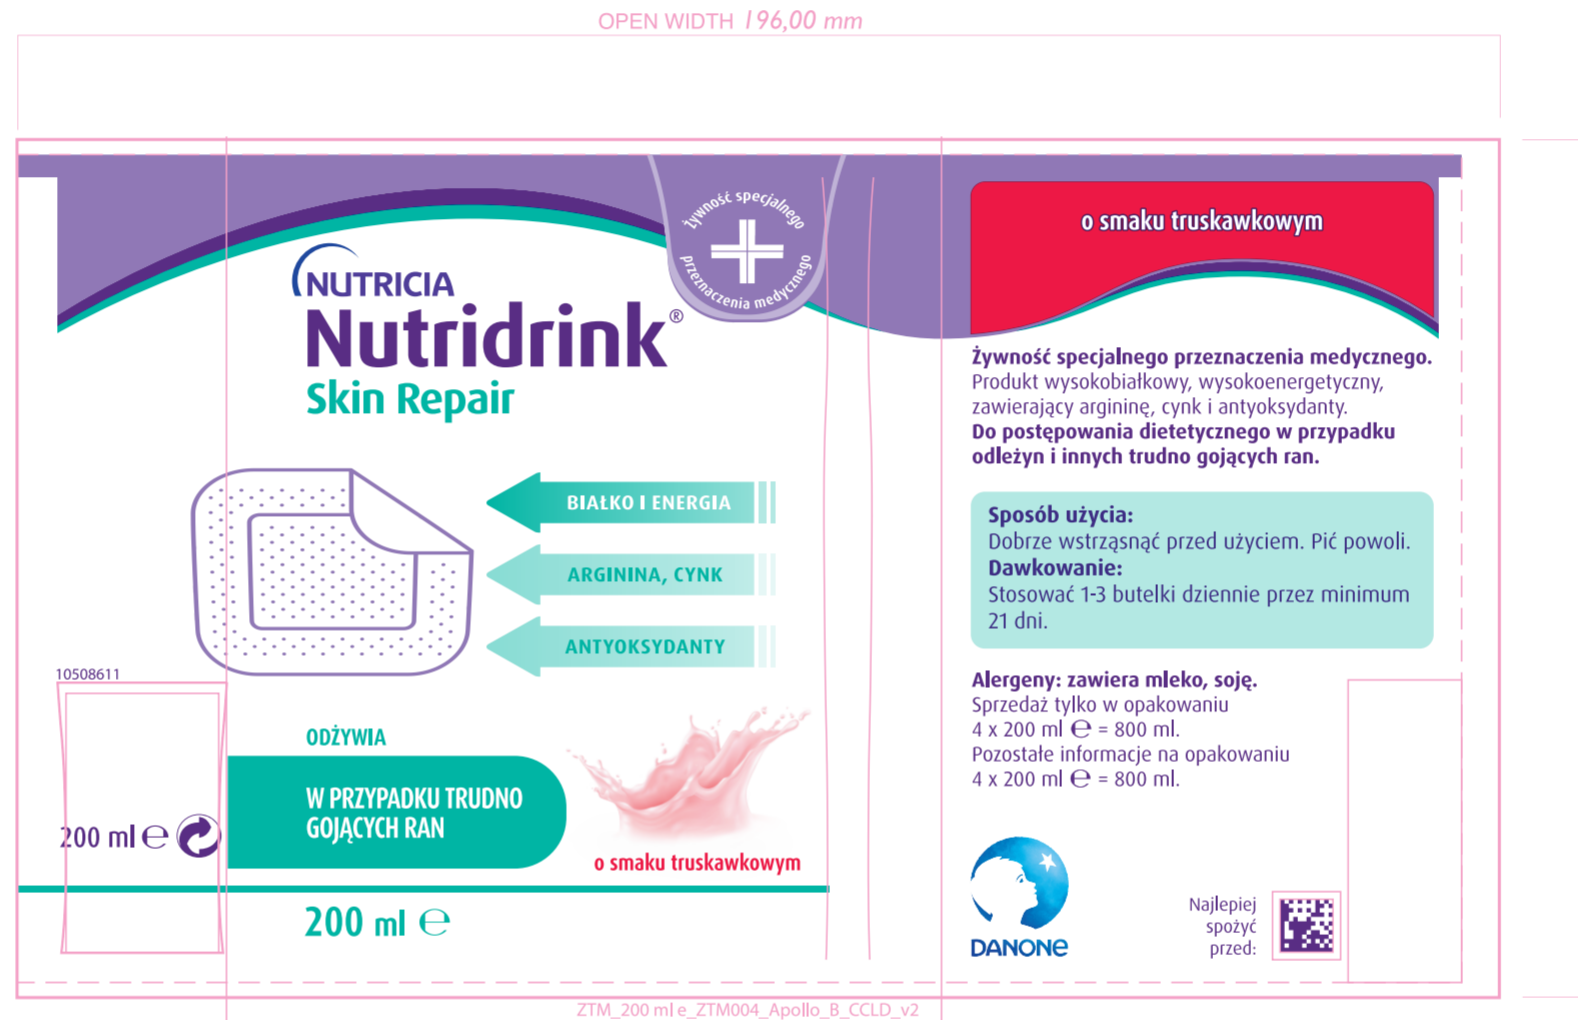 OPEN WIDTH 196,00 mm
żywność specjalnego
przeznaczenia medycznego
NUTRICIA
Nutridrink®
Skin Repair
BIAŁKO I ENERGIA
ARGININA, CYNK
ANTYOKSYDANTY
10508611
ODŻYWIA
W PRZYPADKU TRUDNO
GOJĄCYCH RAN
200 ml ℮
o smaku truskawkowym
200 ml ℮
o smaku truskawkowym
Żywność specjalnego przeznaczenia medycznego.
Produkt wysokobiałkowy, wysokoenergetyczny,
zawierający argininę, cynk i antyoksydanty.
Do postępowania dietetycznego w przypadku
odleżyn i innych trudno gojących ran.
Sposób użycia:
Dobrze wstrząsnąć przed użyciem. Pić powoli.
Dawkowanie:
Stosować 1-3 butelki dziennie przez minimum
21 dni.
Alergeny: zawiera mleko, soję.
Sprzedaż tylko w opakowaniu
4 x 200 ml ℮ = 800 ml.
Pozostałe informacje na opakowaniu
4 x 200 ml ℮ = 800 ml.
DANONE
Najlepiej
spożyć
przed:
ZTM_200 ml e_ZTM004_Apollo_B_CCLD_v2